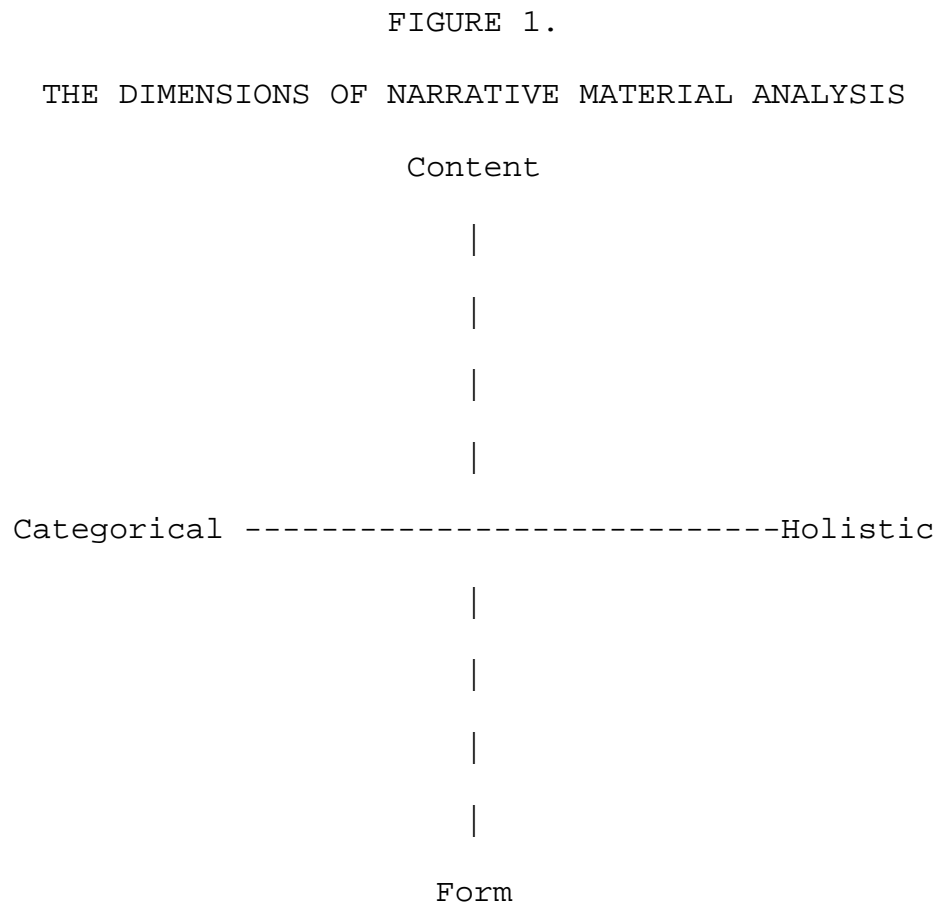 FIGURE 1.
THE DIMENSIONS OF NARRATIVE MATERIAL ANALYSIS
Content
|
|
|
|
Categorical ----------------------------Holistic
|
|
|
|
Form